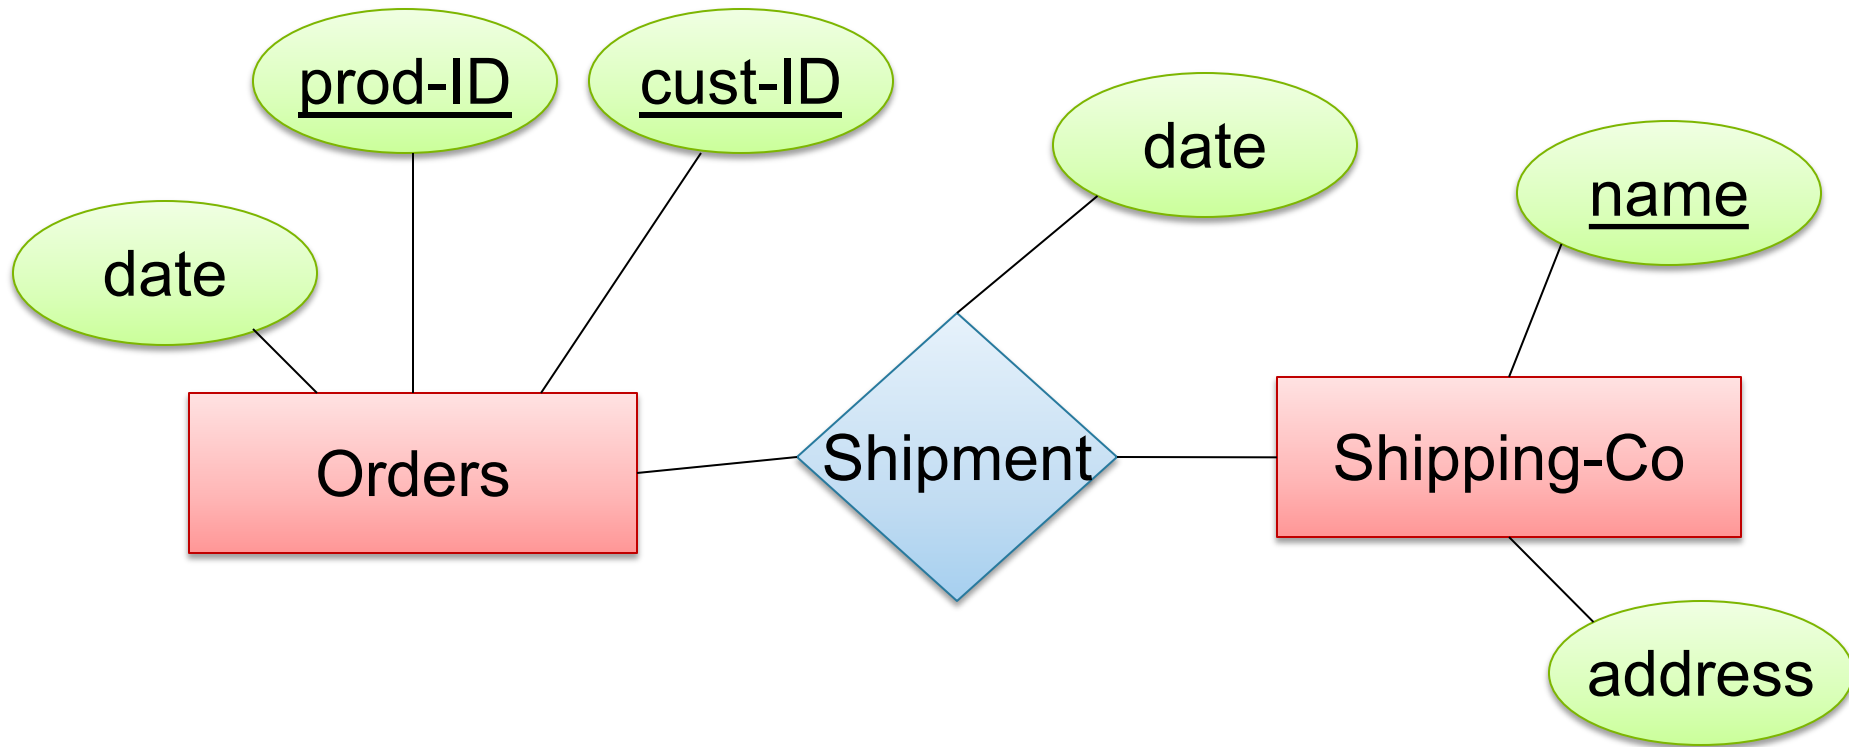 prod-ID
cust-ID
date
name
date
Orders
Shipment
Shipping-Co
address